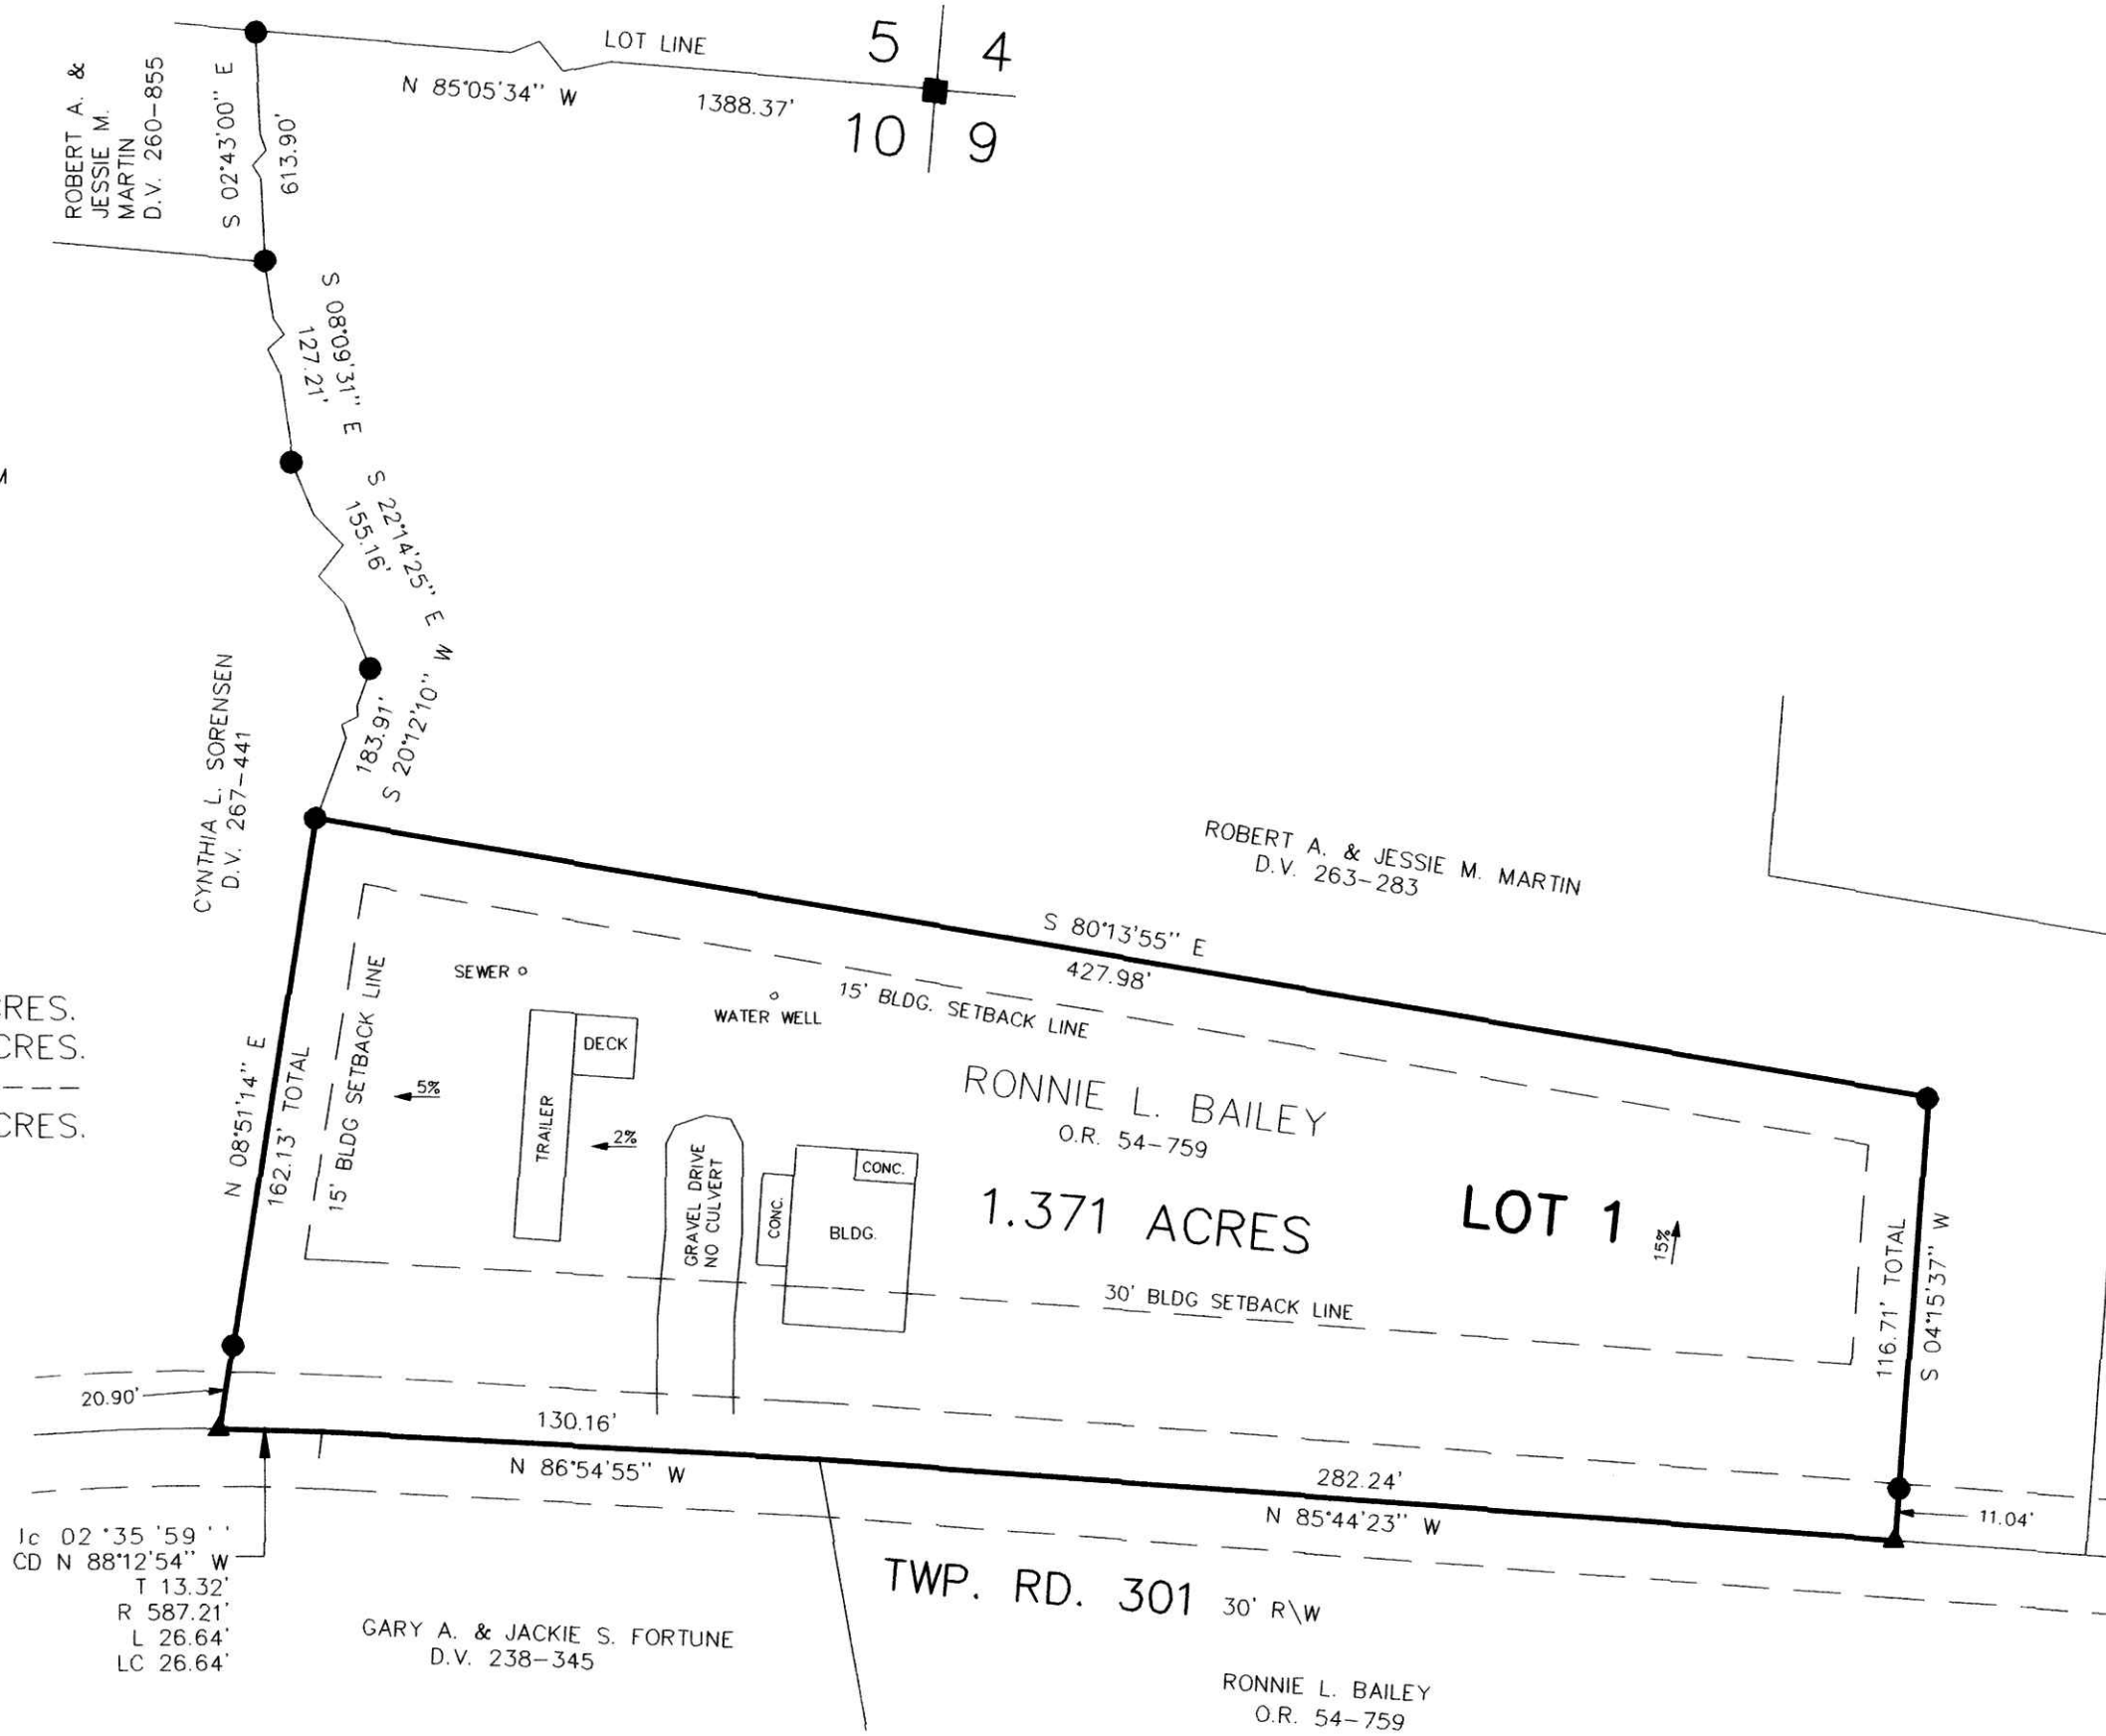 5
4
10
9
LOT LINE
N 85°05'34" W
1388.37'
ROBERT A. &
JESSIE M.
MARTIN
D.V. 260-855
S 02°43'00" E
613.90'
S 08°09'31" E
127.21'
S 22°14'25" E
155.16'
M
S 20°12'10" W
183.91'
CYNTHIA L. SORENSEN
D.V. 267-441
ROBERT A. & JESSIE M. MARTIN
D.V. 263-283
S 80°13'55" E
427.98'
15' BLDG. SETBACK LINE
SEWER
WATER WELL
CRES.
CRES.
CRES.
N 08°51'14" E
162.13' TOTAL
15' BLDG SETBACK LINE
5%
2%
TRAILER
DECK
GRAVEL DRIVE
NO CULVERT
CONC.
CONC.
BLDG.
RONNIE L. BAILEY
O.R. 54-759
1.371 ACRES
LOT 1
15%
30' BLDG SETBACK LINE
116.71' TOTAL
S 04°15'37" W
20.90'
130.16'
N 86°54'55" W
282.24'
N 85°44'23" W
11.04'
Ic 02°35'59''
CD N 88°12'54" W
T 13.32'
R 587.21'
L 26.64'
LC 26.64'
TWP. RD. 301 30' R\W
GARY A. & JACKIE S. FORTUNE
D.V. 238-345
RONNIE L. BAILEY
O.R. 54-759